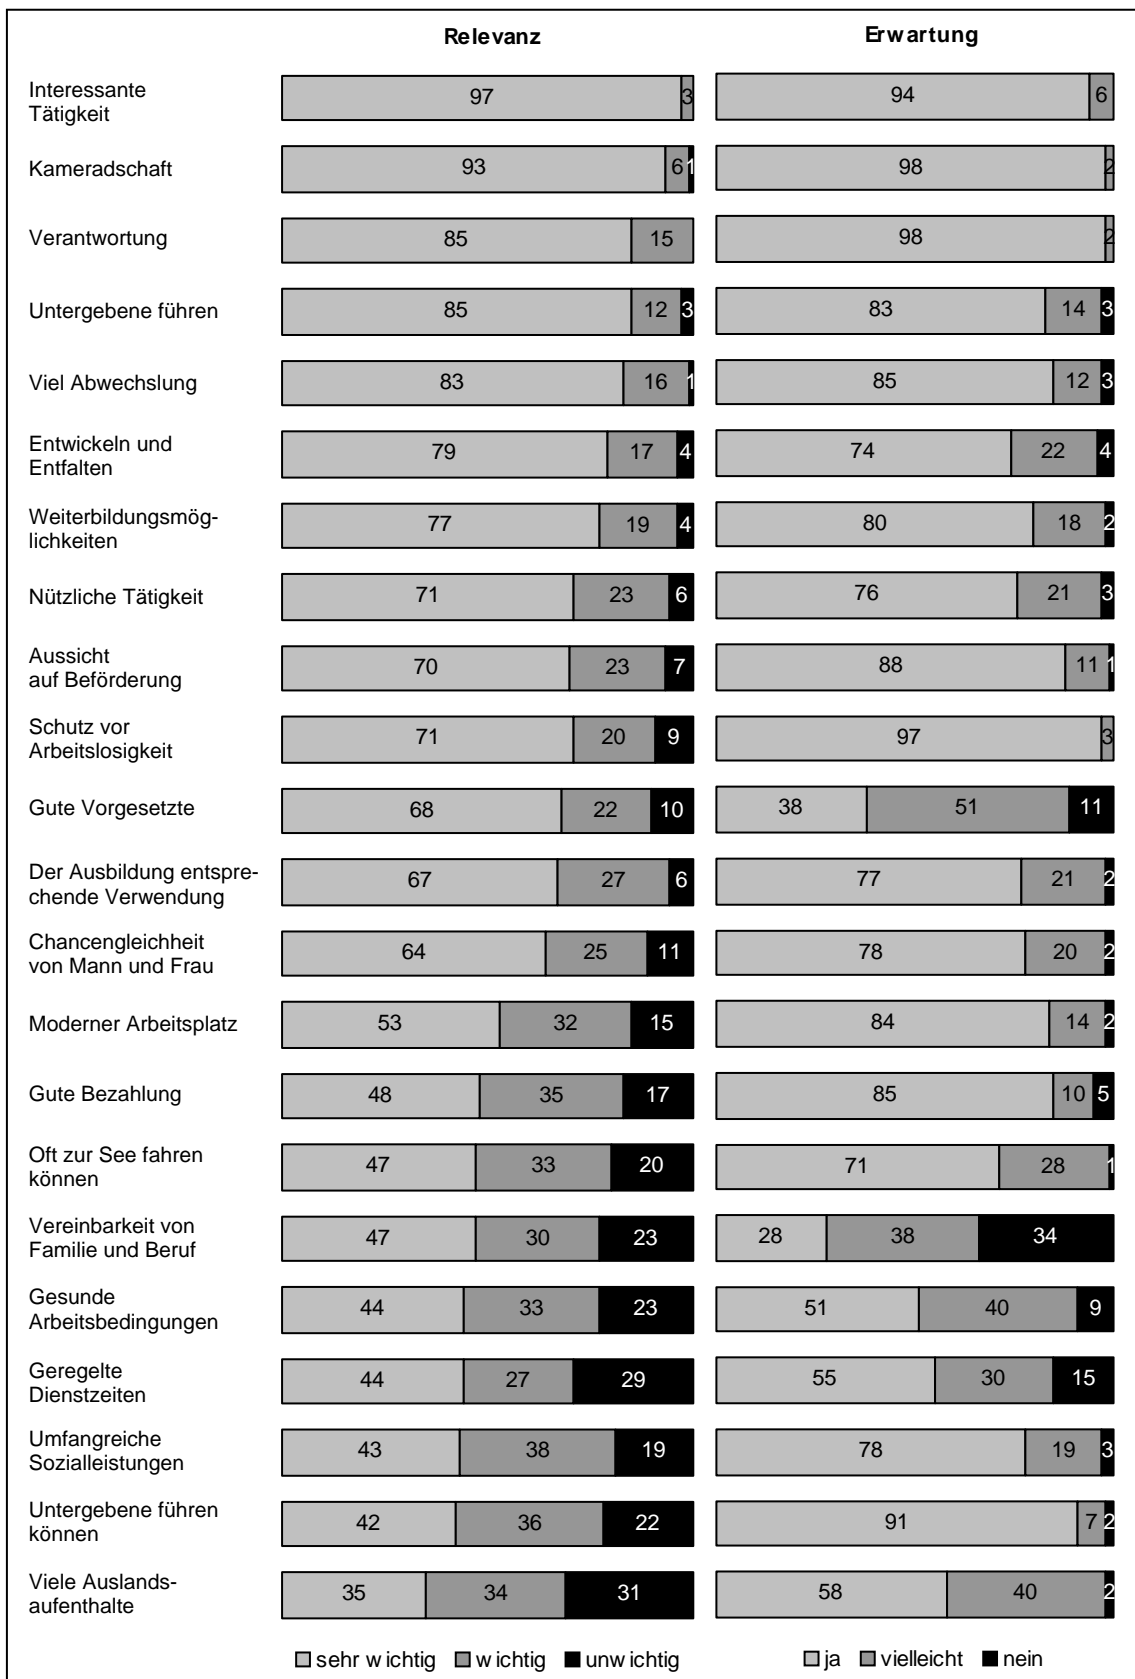 Relevanz Erwartung
Interessante
Tätigkeit
97 3 94 6
Kameradschaft 93 6 1 98 2
Verantwortung 85 15 98 2
Untergebene führen 85 12 3 83 14 3
Viel Abwechslung 83 16 1 85 12 3
Entwickeln und
Entfalten
79 17 4 74 22 4
Weiterbildungsmög-
lichkeiten
77 19 4 80 18 2
Nützliche Tätigkeit 71 23 6 76 21 3
Aussicht
auf Beförderung
70 23 7 88 11 1
Schutz vor
Arbeitslosigkeit
71 20 9 97 3
Gute Vorgesetzte 68 22 10 38 51 11
Der Ausbildung entspre-
chende Verwendung
67 27 6 77 21 2
Chancengleichheit
von Mann und Frau
64 25 11 78 20 2
Moderner Arbeitsplatz 53 32 15 84 14 2
Gute Bezahlung 48 35 17 85 10 5
Oft zur See fahren
können
47 33 20 71 28 1
Vereinbarkeit von
Familie und Beruf
47 30 23 28 38 34
Gesunde
Arbeitsbedingungen
44 33 23 51 40 9
Geregelte
Dienstzeiten
44 27 29 55 30 15
Umfangreiche
Sozialleistungen
43 38 19 78 19 3
Untergebene führen
können
42 36 22 91 7 2
Viele Auslands-
aufenthalte
35 34 31 58 40 2
sehr wichtig wichtig unwichtig ja vielleicht nein